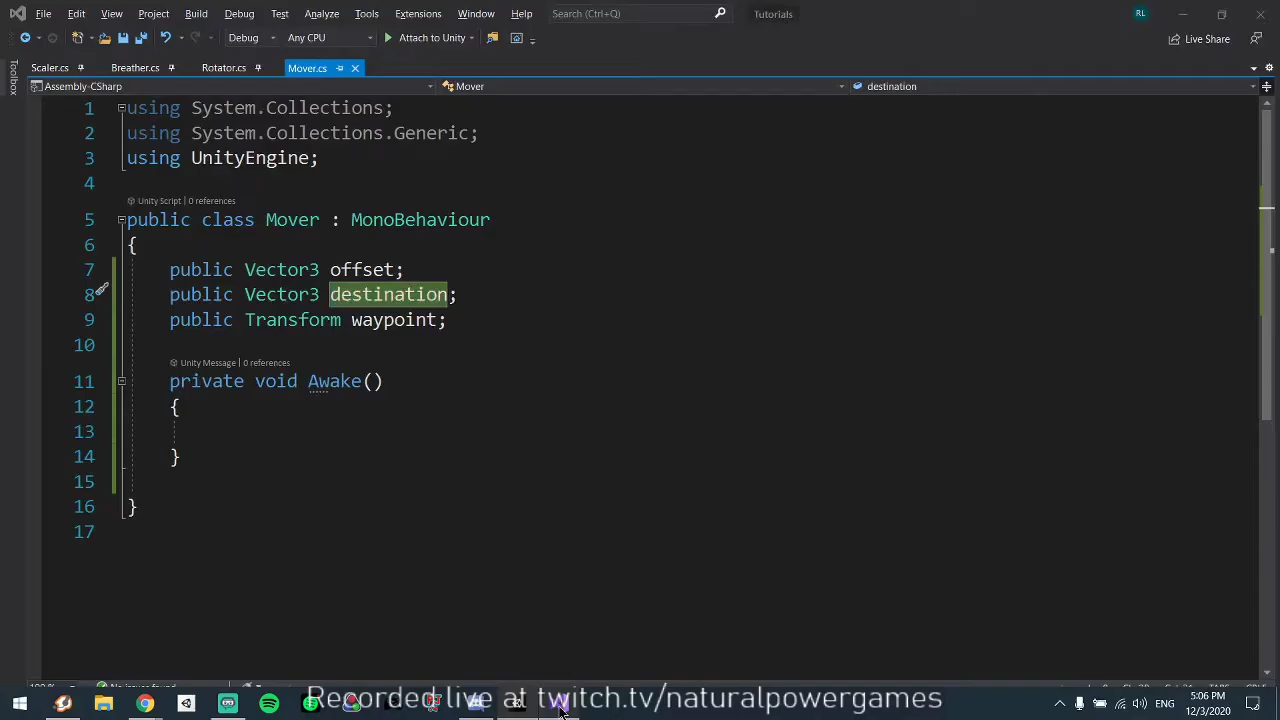 File Edit View Project Build Debug Test Analyze Tools Extensions Window Help Search (Ctrl+Q) Tutorials RL
Debug Any CPU Attach to Unity Live Share
Toolbox
Scaler.cs Breather.cs Rotator.cs Mover.cs
Assembly-CSharp Mover destination
1 using System.Collections;
2 using System.Collections.Generic;
3 using UnityEngine;
4
Unity Script | 0 references
5 public class Mover : MonoBehaviour
6 {
7 public Vector3 offset;
8 public Vector3 destination;
9 public Transform waypoint;
10
Unity Message | 0 references
11 private void Awake()
12 {
13
14 }
15
16 }
17
Recorded live at twitch.tv/naturalpowergames
ENG 5:06 PM
12/3/2020